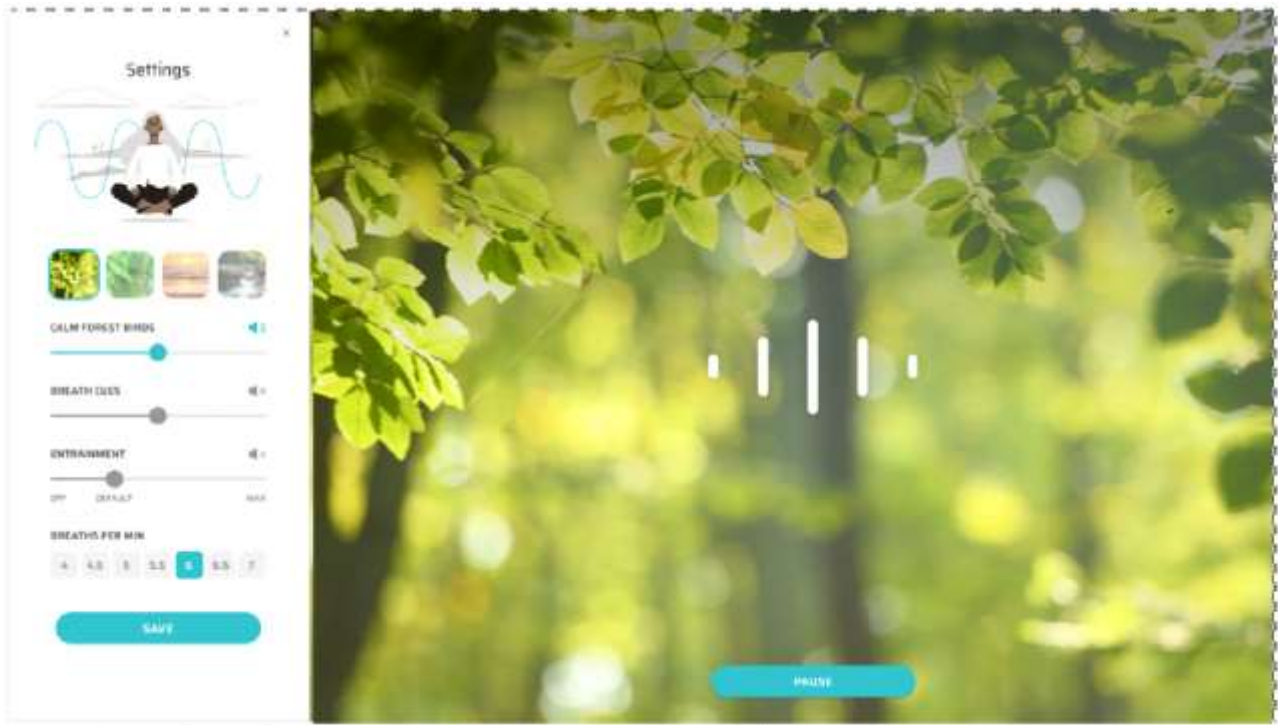 Settings
CALM FOREST BIRDS
BREATH CUES
ENTRAINMENT
OFF DEFAULT MAX
BREATHS PER MIN
4 4.5 5 5.5 6 6.5 7
SAVE
PAUSE